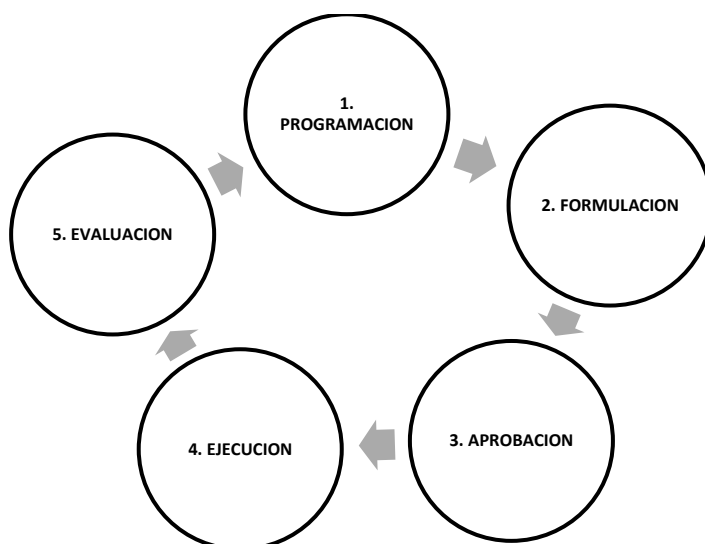 1.
PROGRAMACION
2. FORMULACION
3. APROBACION
4. EJECUCION
5. EVALUACION